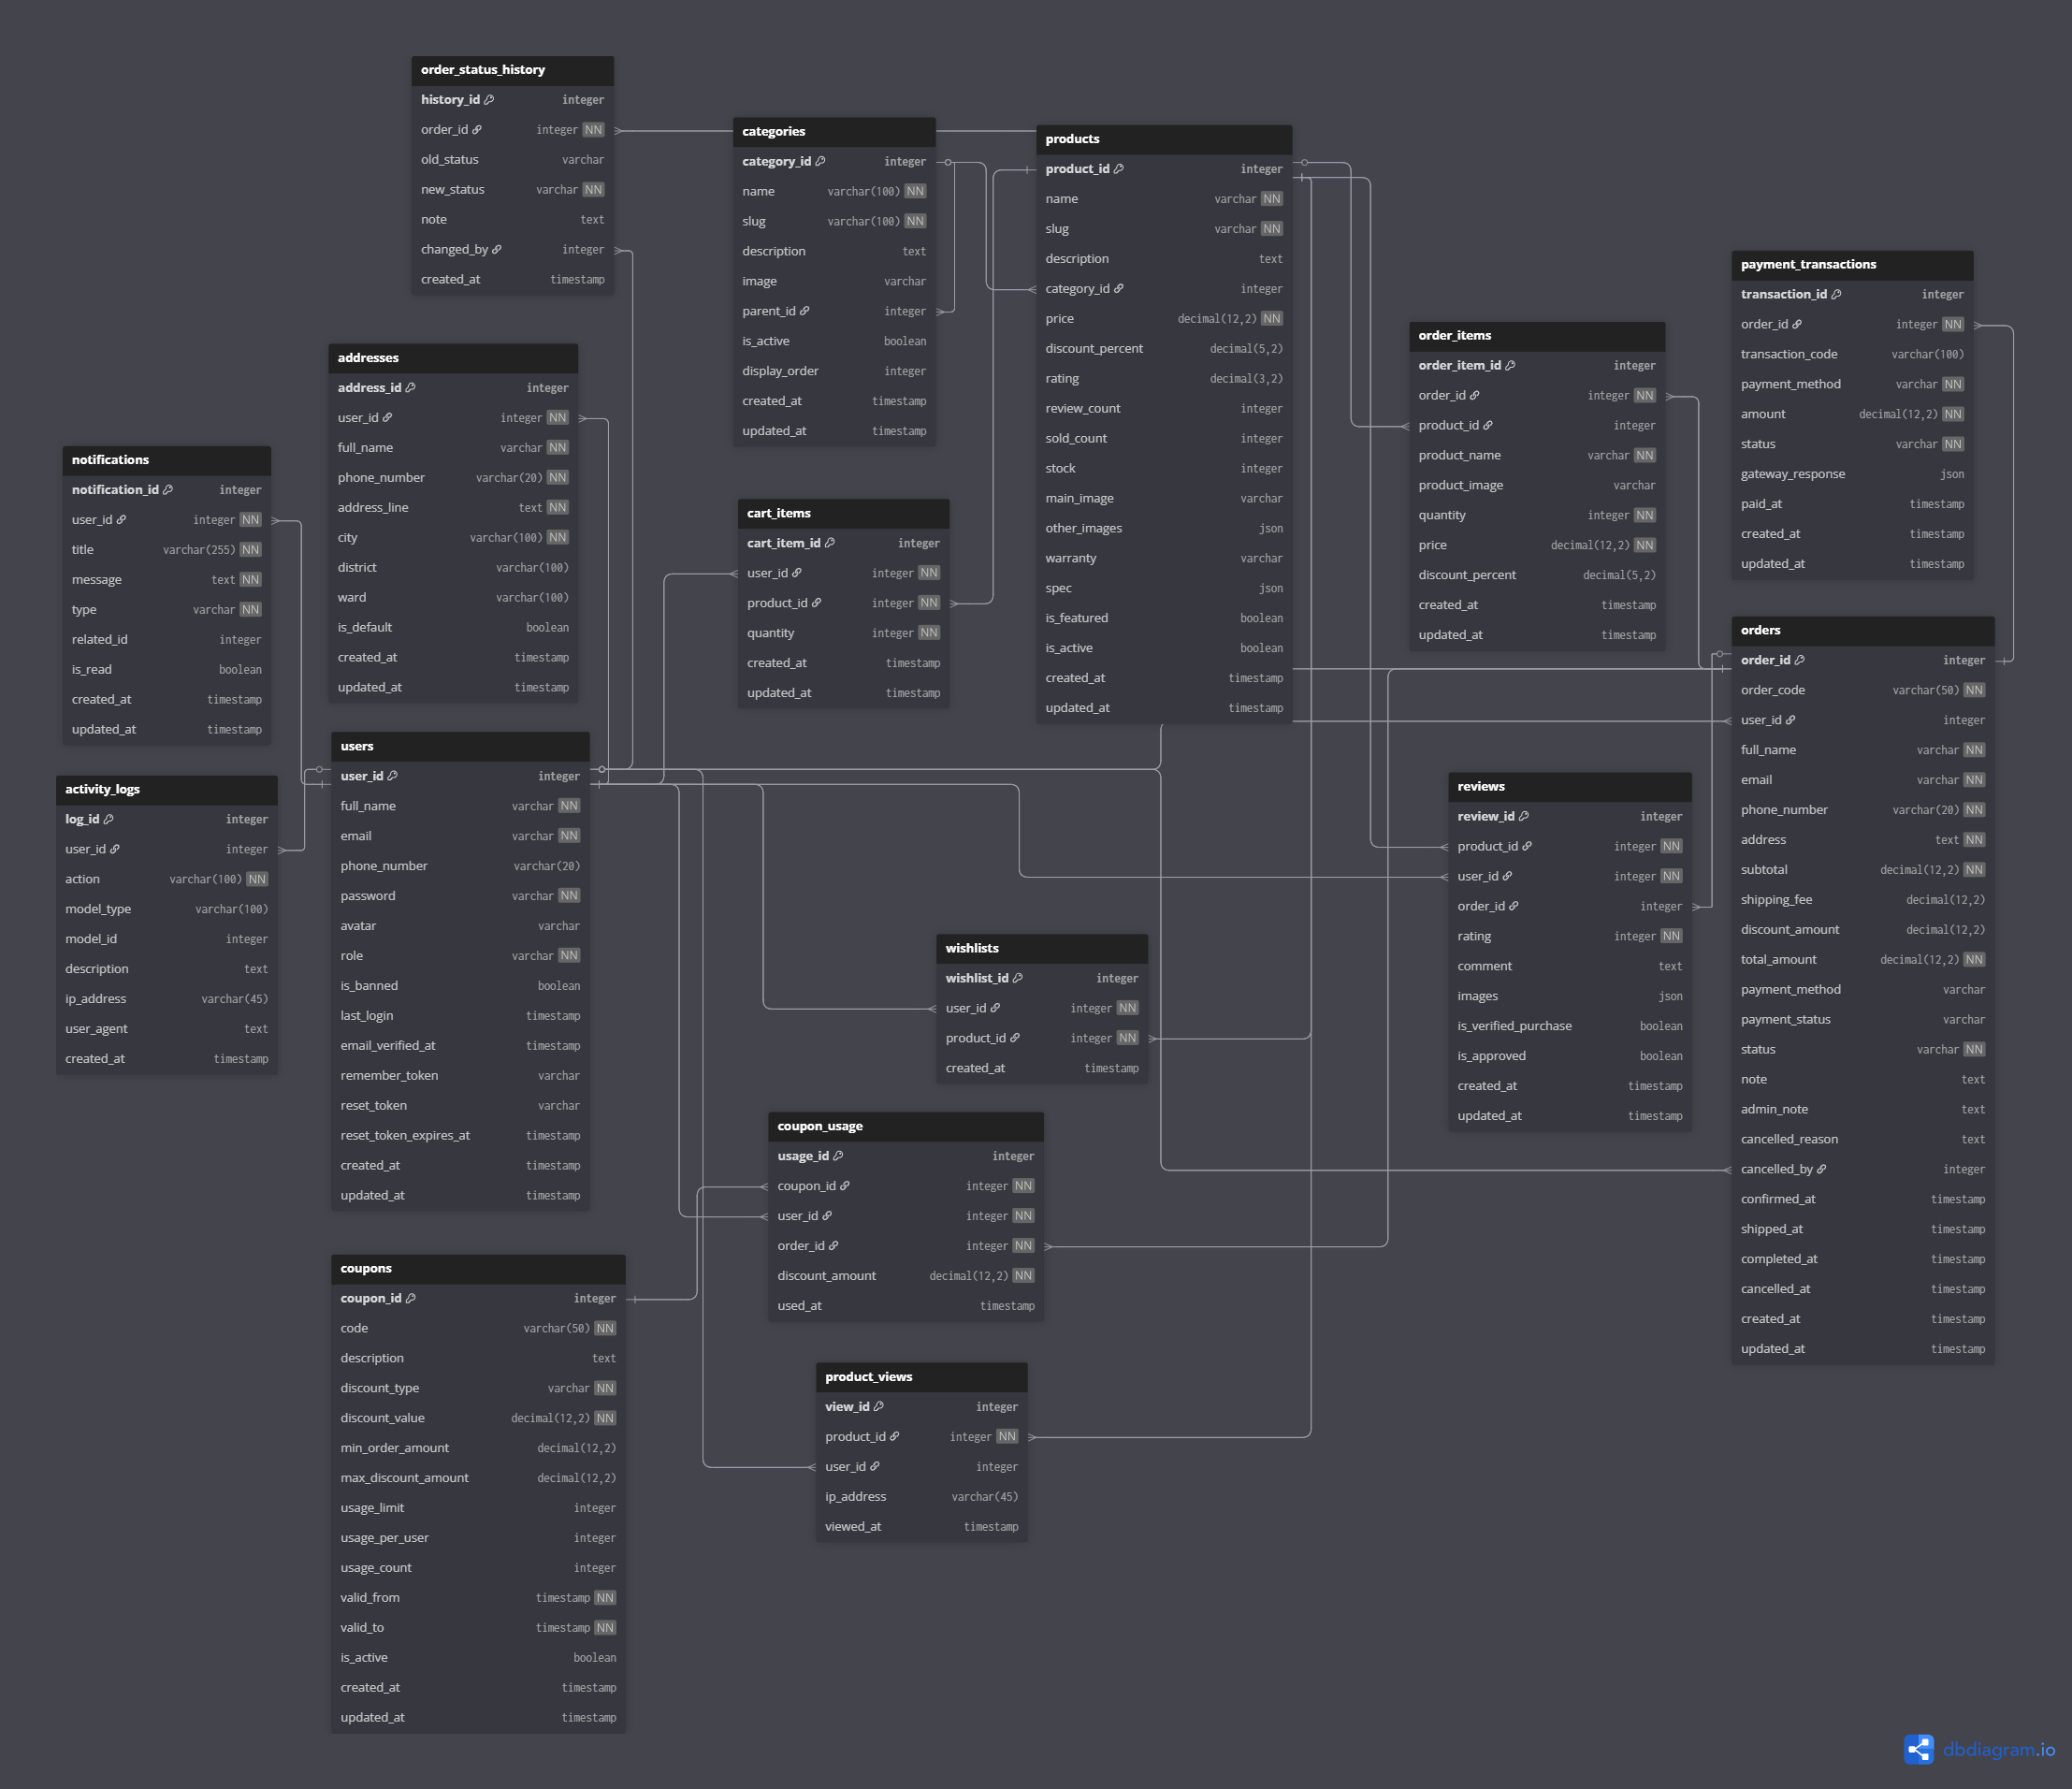 order_status_history
history_id integer
order_id integer NN
old_status varchar
new_status varchar NN
note text
changed_by integer
created_at timestamp
categories
category_id integer
name varchar(100) NN
slug varchar(100) NN
description text
image varchar
parent_id integer
is_active boolean
display_order integer
created_at timestamp
updated_at timestamp
products
product_id integer
name varchar NN
slug varchar NN
description text
category_id integer
price decimal(12,2) NN
discount_percent decimal(5,2)
rating decimal(3,2)
review_count integer
sold_count integer
stock integer
main_image varchar
other_images json
warranty varchar
spec json
is_featured boolean
is_active boolean
created_at timestamp
updated_at timestamp
payment_transactions
transaction_id integer
order_id integer NN
transaction_code varchar(100)
payment_method varchar NN
amount decimal(12,2) NN
status varchar NN
gateway_response json
paid_at timestamp
created_at timestamp
updated_at timestamp
order_items
order_item_id integer
order_id integer NN
product_id integer
product_name varchar NN
product_image varchar
quantity integer NN
price decimal(12,2) NN
discount_percent decimal(5,2)
created_at timestamp
updated_at timestamp
addresses
address_id integer
user_id integer NN
full_name varchar NN
phone_number varchar(20) NN
address_line text NN
city varchar(100) NN
district varchar(100)
ward varchar(100)
is_default boolean
created_at timestamp
updated_at timestamp
notifications
notification_id integer
user_id integer NN
title varchar(255) NN
message text NN
type varchar NN
related_id integer
is_read boolean
created_at timestamp
updated_at timestamp
cart_items
cart_item_id integer
user_id integer NN
product_id integer NN
quantity integer NN
created_at timestamp
updated_at timestamp
orders
order_id integer
order_code varchar(50) NN
user_id integer
full_name varchar NN
email varchar NN
phone_number varchar(20) NN
address text NN
subtotal decimal(12,2) NN
shipping_fee decimal(12,2)
discount_amount decimal(12,2)
total_amount decimal(12,2) NN
payment_method varchar
payment_status varchar
status varchar NN
note text
admin_note text
cancelled_reason text
cancelled_by integer
confirmed_at timestamp
shipped_at timestamp
completed_at timestamp
cancelled_at timestamp
created_at timestamp
updated_at timestamp
users
user_id integer
full_name varchar NN
email varchar NN
phone_number varchar(20)
password varchar NN
avatar varchar
role varchar NN
is_banned boolean
last_login timestamp
email_verified_at timestamp
remember_token varchar
reset_token varchar
reset_token_expires_at timestamp
created_at timestamp
updated_at timestamp
activity_logs
log_id integer
user_id integer
action varchar(100) NN
model_type varchar(100)
model_id integer
description text
ip_address varchar(45)
user_agent text
created_at timestamp
reviews
review_id integer
product_id integer NN
user_id integer NN
order_id integer
rating integer NN
comment text
images json
is_verified_purchase boolean
is_approved boolean
created_at timestamp
updated_at timestamp
wishlists
wishlist_id integer
user_id integer NN
product_id integer NN
created_at timestamp
coupon_usage
usage_id integer
coupon_id integer NN
user_id integer NN
order_id integer NN
discount_amount decimal(12,2) NN
used_at timestamp
coupons
coupon_id integer
code varchar(50) NN
description text
discount_type varchar NN
discount_value decimal(12,2) NN
min_order_amount decimal(12,2)
max_discount_amount decimal(12,2)
usage_limit integer
usage_per_user integer
usage_count integer
valid_from timestamp NN
valid_to timestamp NN
is_active boolean
created_at timestamp
updated_at timestamp
product_views
view_id integer
product_id integer NN
user_id integer
ip_address varchar(45)
viewed_at timestamp
dbdiagram.io